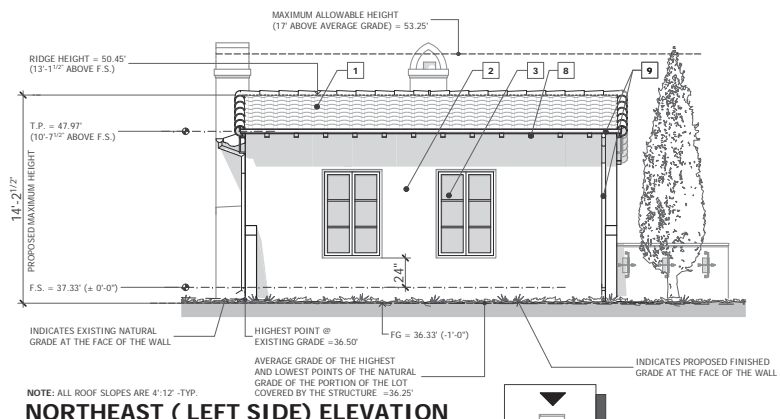 MAXIMUM ALLOWABLE HEIGHT
(17' ABOVE AVERAGE GRADE) = 53.25'
RIDGE HEIGHT = 50.45'
(13'-1 1/2" ABOVE F.S.)
1
2
3
8
9
T.P. = 47.97'
(10'-7 1/2" ABOVE F.S.)
14'-2 1/2"
PROPOSED MAXIMUM HEIGHT
24"
F.S. = 37.33' (± 0'-0")
INDICATES EXISTING NATURAL
GRADE AT THE FACE OF THE WALL
HIGHEST POINT @
EXISTING GRADE =36.50'
FG = 36.33' (-1'-0")
AVERAGE GRADE OF THE HIGHEST
AND LOWEST POINTS OF THE NATURAL
GRADE OF THE PORTION OF THE LOT
COVERED BY THE STRUCTURE =36.25'
INDICATES PROPOSED FINISHED
GRADE AT THE FACE OF THE WALL
NOTE: ALL ROOF SLOPES ARE 4':12' -TYP.
NORTHEAST ( LEFT SIDE) ELEVATION